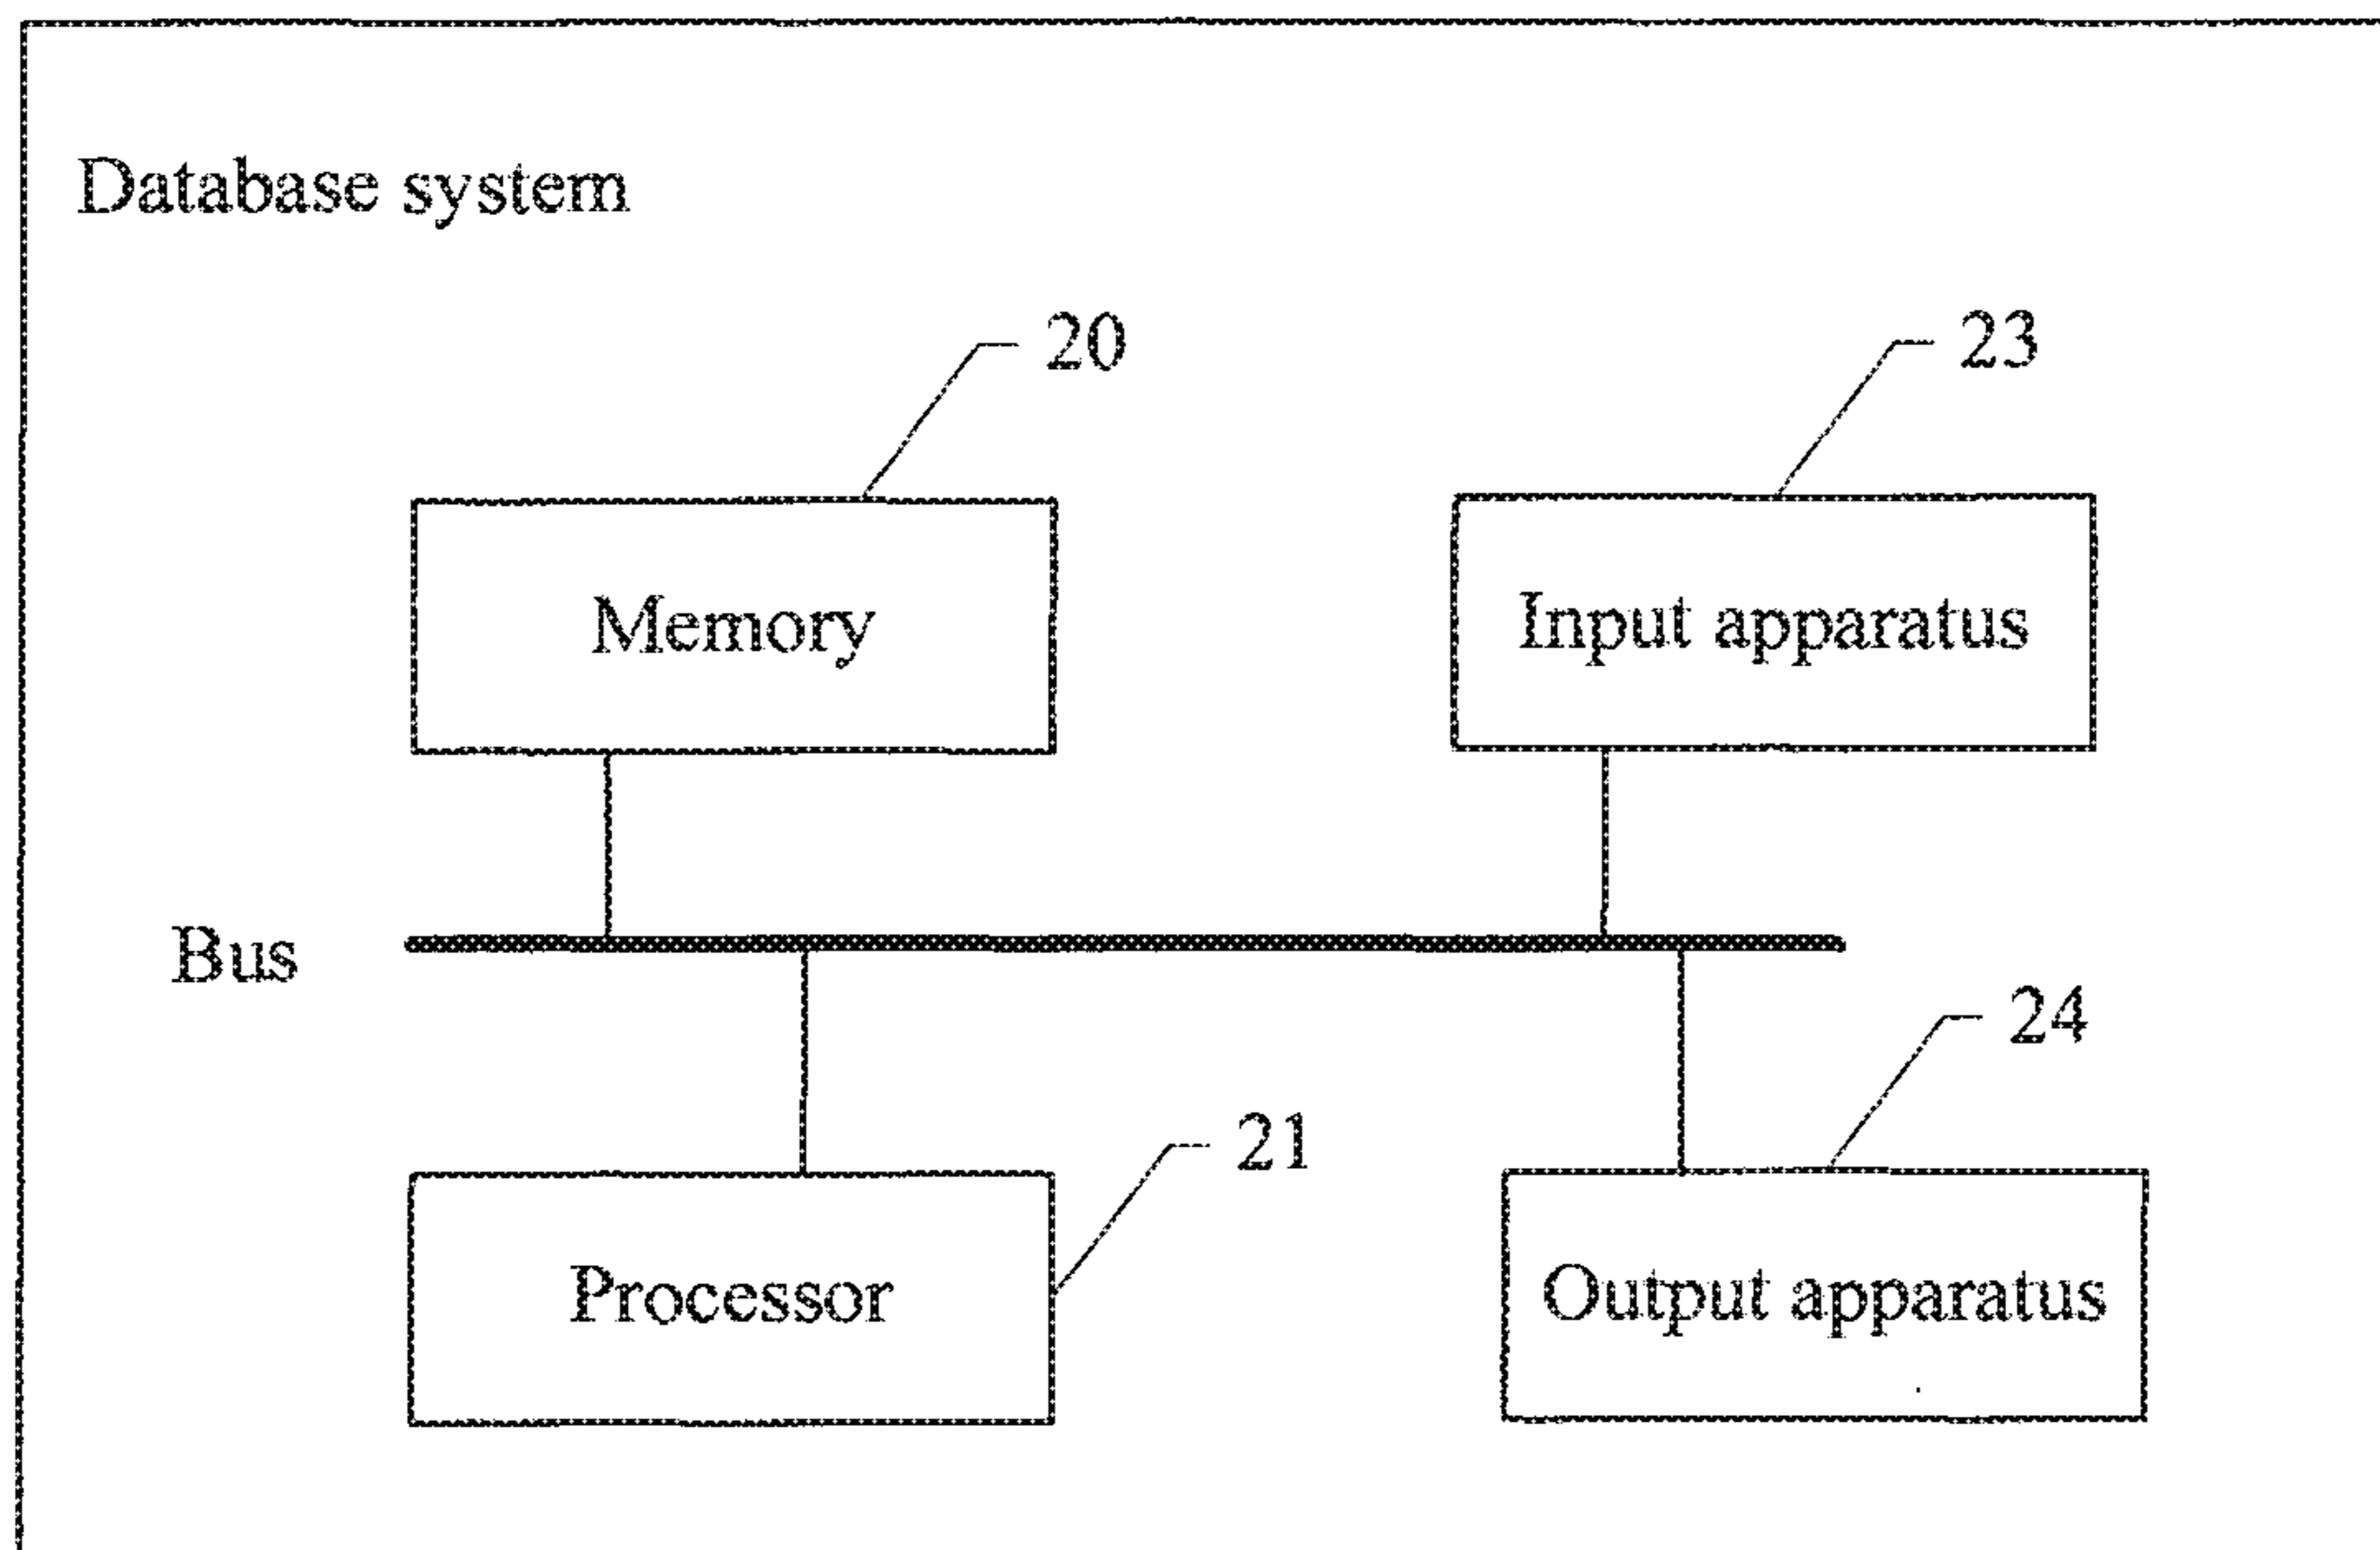 Database system
20
23
Memory
Input apparatus
Bus
24
21
Processor
Output apparatus